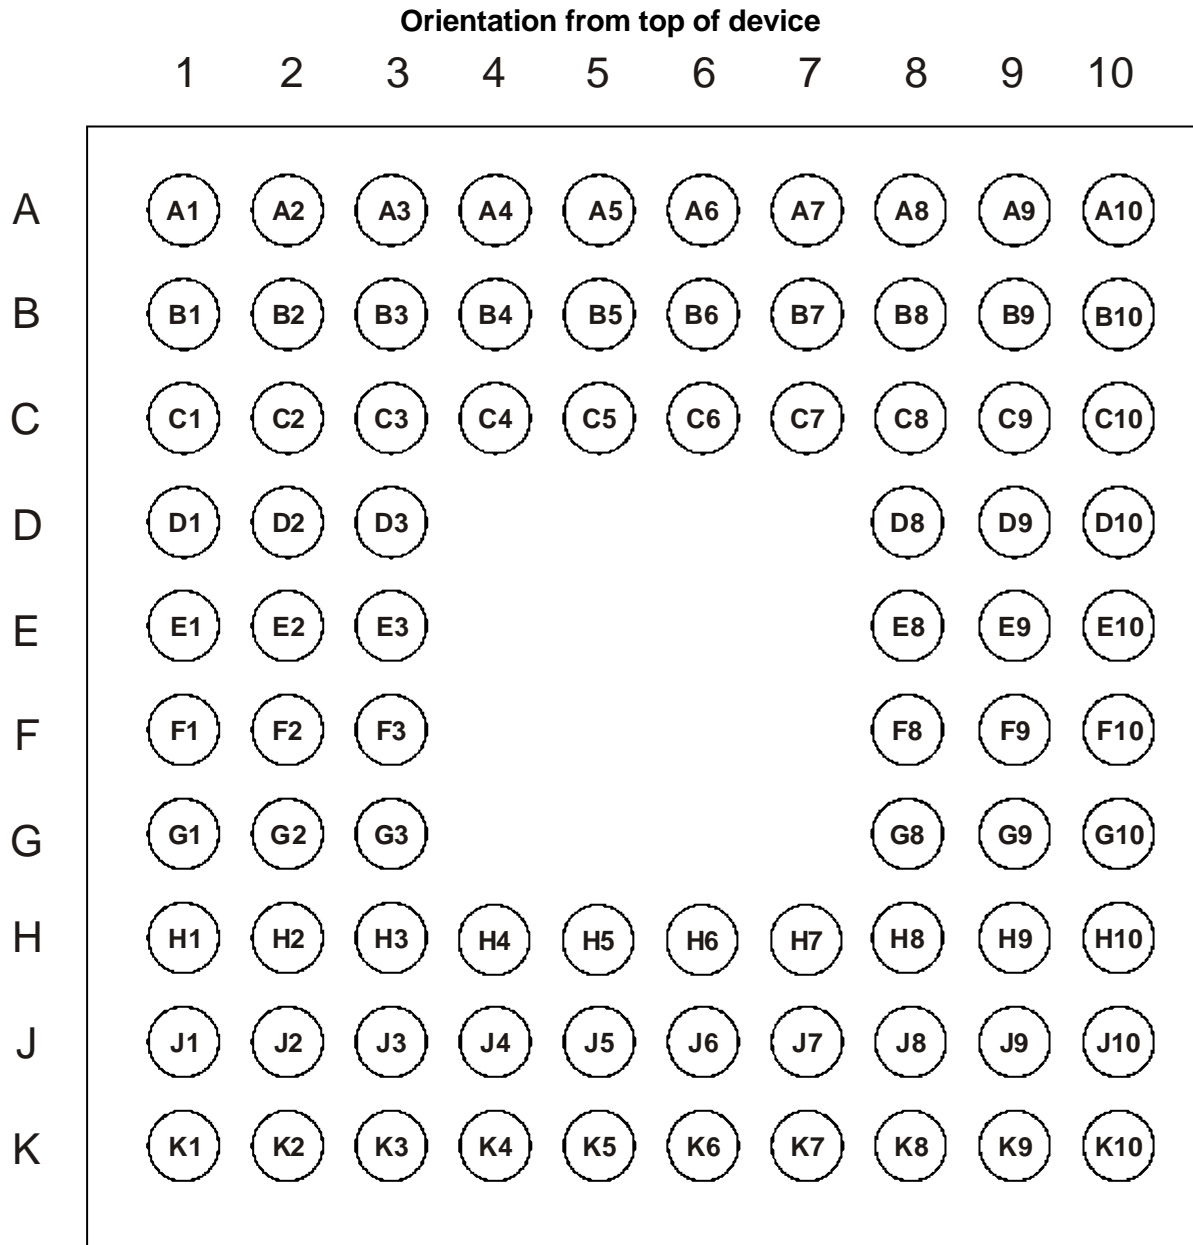 Orientation from top of device
1 2 3 4 5 6 7 8 9 10
A A1 A2 A3 A4 A5 A6 A7 A8 A9 A10
B B1 B2 B3 B4 B5 B6 B7 B8 B9 B10
C C1 C2 C3 C4 C5 C6 C7 C8 C9 C10
D D1 D2 D3 D8 D9 D10
E E1 E2 E3 E8 E9 E10
F F1 F2 F3 F8 F9 F10
G G1 G2 G3 G8 G9 G10
H H1 H2 H3 H4 H5 H6 H7 H8 H9 H10
J J1 J2 J3 J4 J5 J6 J7 J8 J9 J10
K K1 K2 K3 K4 K5 K6 K7 K8 K9 K10